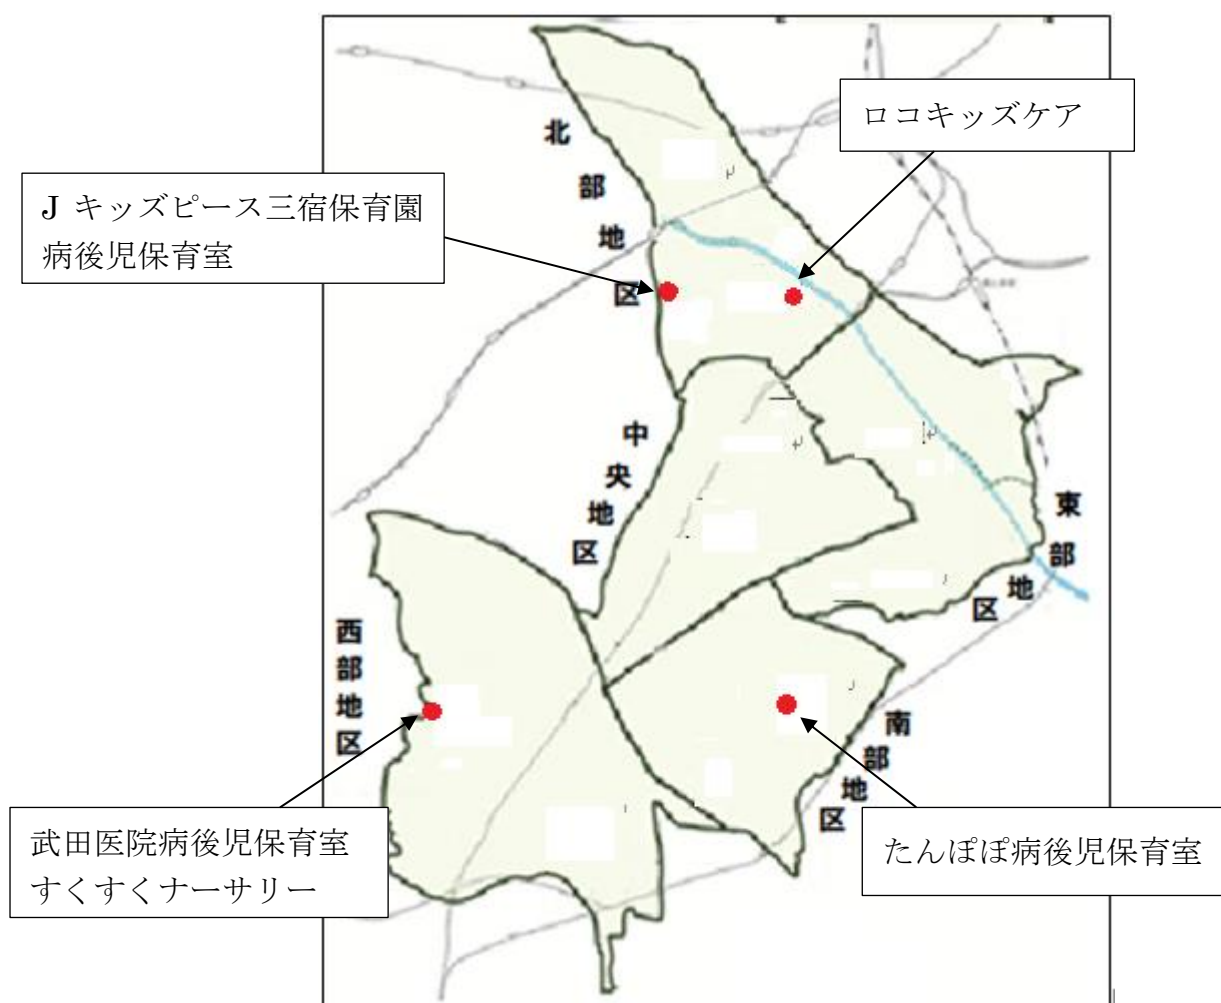 ロコキッズケア
J キッズピース三宿保育園
病後児保育室
北部地区
中央地区
東部地区
西部地区
南部地区
武田医院病後児保育室
すくすくナーサリー
たんぽぽ病後児保育室